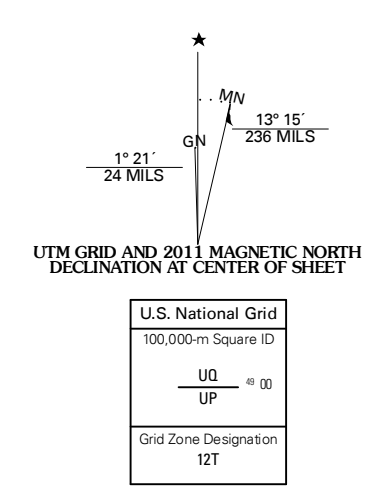 ★
MN
13° 15´
236 MILS
GN
1° 21´
24 MILS
UTM GRID AND 2011 MAGNETIC NORTH
DECLINATION AT CENTER OF SHEET
U.S. National Grid
100,000-m Square ID
UQ
49 00
UP
Grid Zone Designation
12T